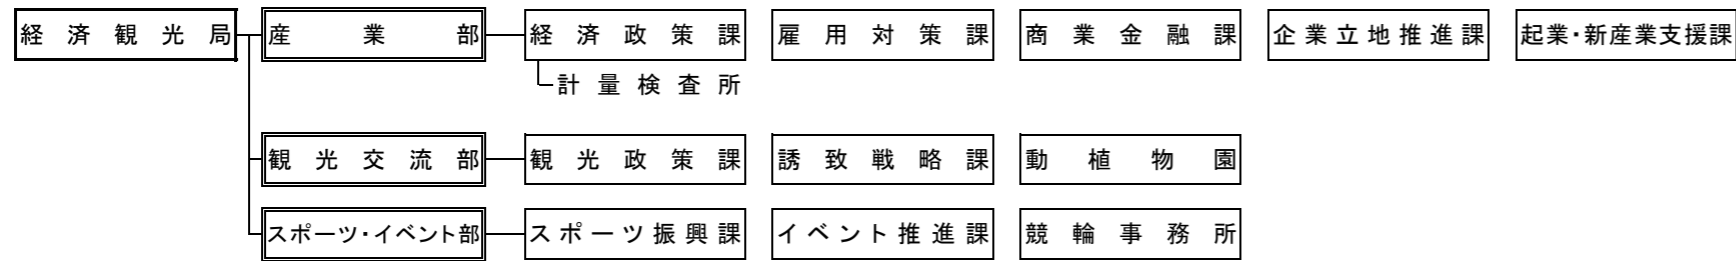 経済観光局 産業部 経済政策課 雇用対策課 商業金融課 企業立地推進課 起業・新産業支援課
計量検査所
観光交流部 観光政策課 誘致戦略課 動植物園
スポーツ・イベント部 スポーツ振興課 イベント推進課 競輪事務所